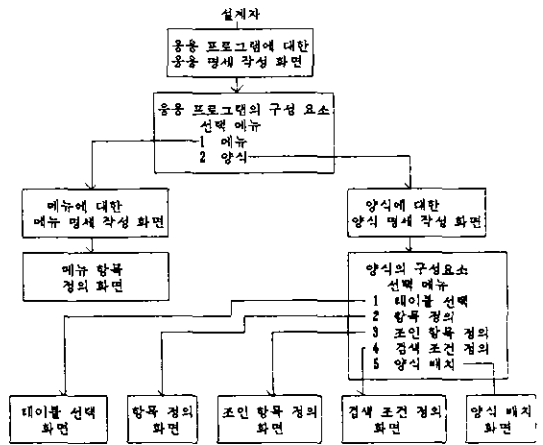 설계자
응용 프로그램에 대한
응용 명세 작성 화면
응용 프로그램의 구성 요소
선택 메뉴
1 메뉴
2 양식
메뉴에 대한
메뉴 명세 작성 화면
양식에 대한
양식 명세 작성 화면
메뉴 항목
정의 화면
양식의 구성요소
선택 메뉴
1 테이블 선택
2 항목 정의
3 조인 항목 정의
4 검색 조건 정의
5 양식 배치
테이블 선택
화면
항목 정의
화면
조인 항목 정의
화면
검색 조건 정의
화면
양식 배치
화면